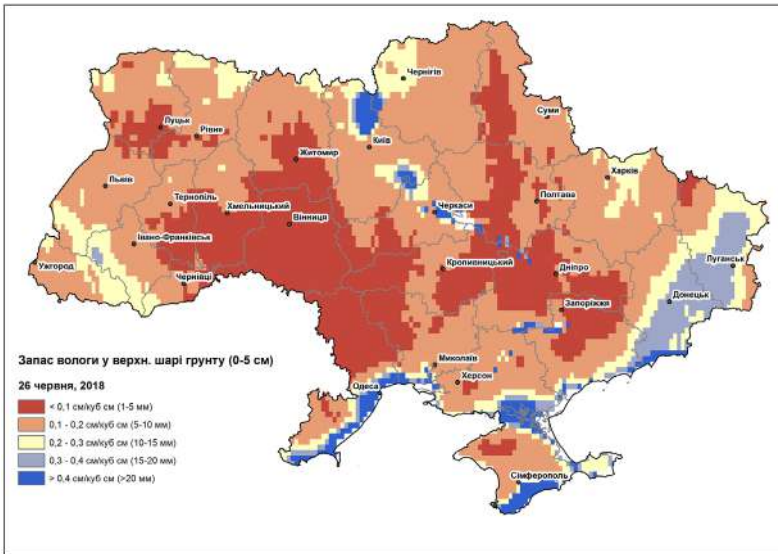 Чернігів
Суми
Луцьк
Рівне
Київ
Житомир
Харків
Львів
Тернопіль
Хмельницький
Полтава
Черкаси
Вінниця
Івано-Франківськ
Ужгород
Чернівці
Кропивницький
Дніпро
Луганськ
Донецьк
Запоріжжя
Миколаїв
Херсон
Одеса
Сімферополь
Запас вологи у верхн. шарі грунту (0-5 см)
26 червня, 2018
< 0,1 см/куб см (1-5 мм)
0,1 - 0,2 см/куб см (5-10 мм)
0,2 - 0,3 см/куб см (10-15 мм)
0,3 - 0,4 см/куб см (15-20 мм)
> 0,4 см/куб см (>20 мм)